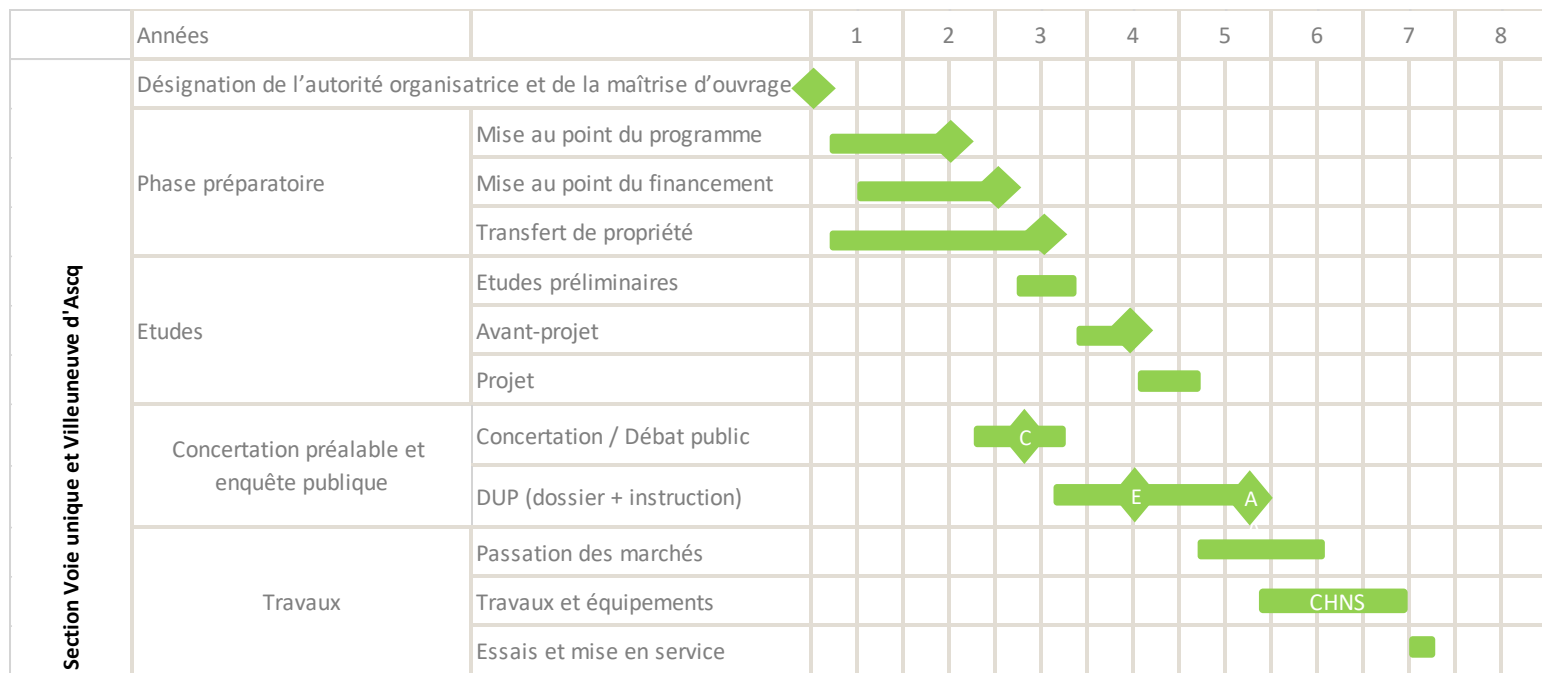 Années 1 2 3 4 5 6 7 8
Section Voie unique et Villeuneuve d'Ascq
Désignation de l’autorité organisatrice et de la maîtrise d’ouvrage
Phase préparatoire
Mise au point du programme
Mise au point du financement
Transfert de propriété
Etudes
Etudes préliminaires
Avant-projet
Projet
Concertation préalable et
enquête publique
Concertation / Débat public
C
DUP (dossier + instruction)
E
A
Travaux
Passation des marchés
Travaux et équipements
CHNS
Essais et mise en service